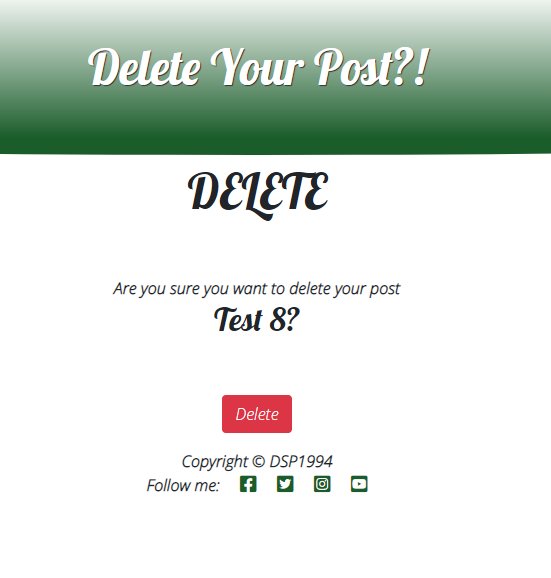 Delete Your Post?!
DELETE
Are you sure you want to delete your post
Test 8?
Delete
Copyright © DSP1994
Follow me: